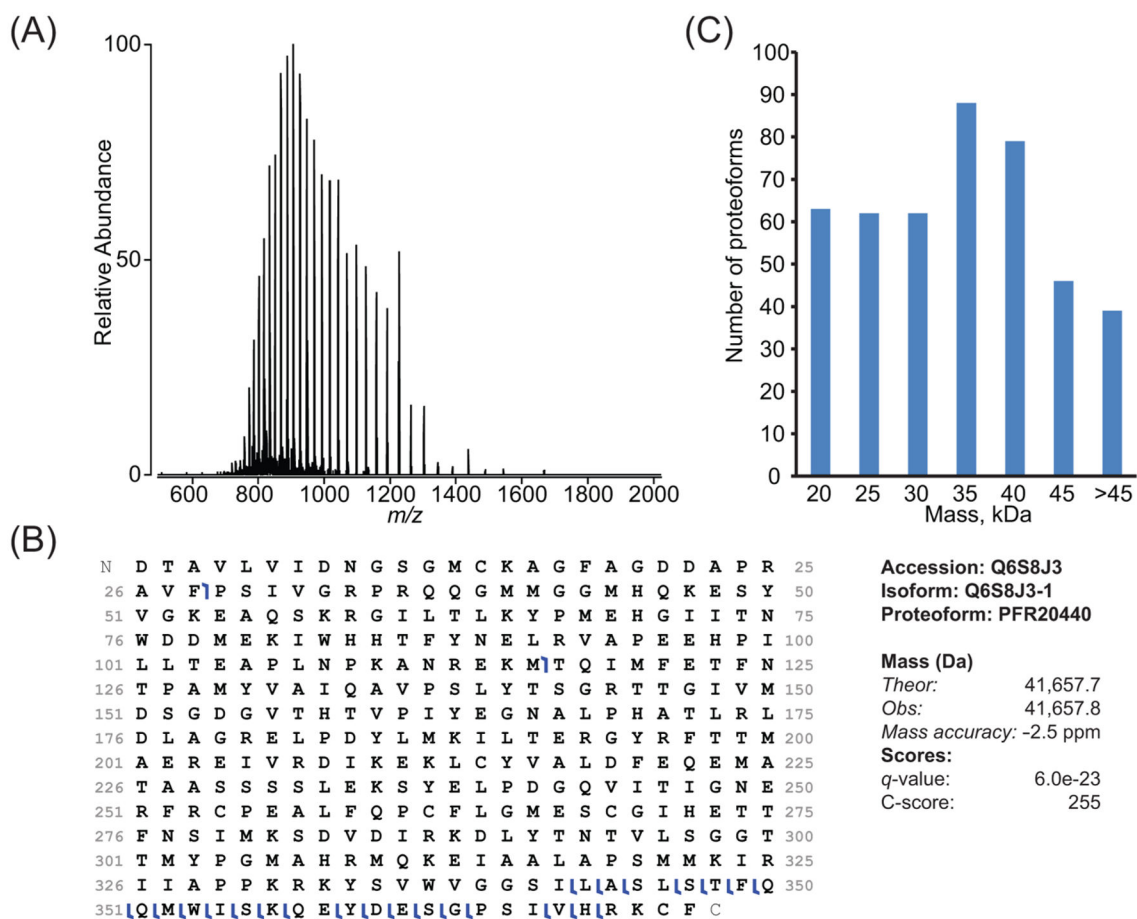 (A)
100
50
0
Relative Abundance
600 800 1000 1200 1400 1600 1800 2000
m/z
(C)
100
90
80
70
60
50
40
30
20
10
0
Number of proteoforms
20 25 30 35 40 45 >45
Mass, kDa
(B)
N D T A V L V I D N G S G M C K A G F A G D D A P R 25
26 A V F P S I V G R P R Q Q G M M G G M H Q K E S Y 50
51 V G K E A Q S K R G I L T L K Y P M E H G I I T N 75
76 W D D M E K I W H H T F Y N E L R V A P E E H P I 100
101 L L T E A P L N P K A N R E K M T Q I M F E T F N 125
126 T P A M Y V A I Q A V P S L Y T S G R T T G I V M 150
151 D S G D G V T H T V P I Y E G N A L P H A T L R L 175
176 D L A G R E L P D Y L M K I L T E R G Y R F T T M 200
201 A E R E I V R D I K E K L C Y V A L D F E Q E M A 225
226 T A A S S S S L E K S Y E L P D G Q V I T I G N E 250
251 R F R C P E A L F Q P C F L G M E S C G I H E T T 275
276 F N S I M K S D V D I R K D L Y T N T V L S G G T 300
301 T M Y P G M A H R M Q K E I A A L A P S M M K I R 325
326 I I A P P K R K Y S V W V G G S I L A S L S T F Q 350
351 Q M W I S K Q E Y D E S G P S I V H R K C F C
Accession: Q6S8J3
Isoform: Q6S8J3-1
Proteoform: PFR20440
Mass (Da)
Theor: 41,657.7
Obs: 41,657.8
Mass accuracy: –2.5 ppm
Scores:
q-value: 6.0e-23
C-score: 255